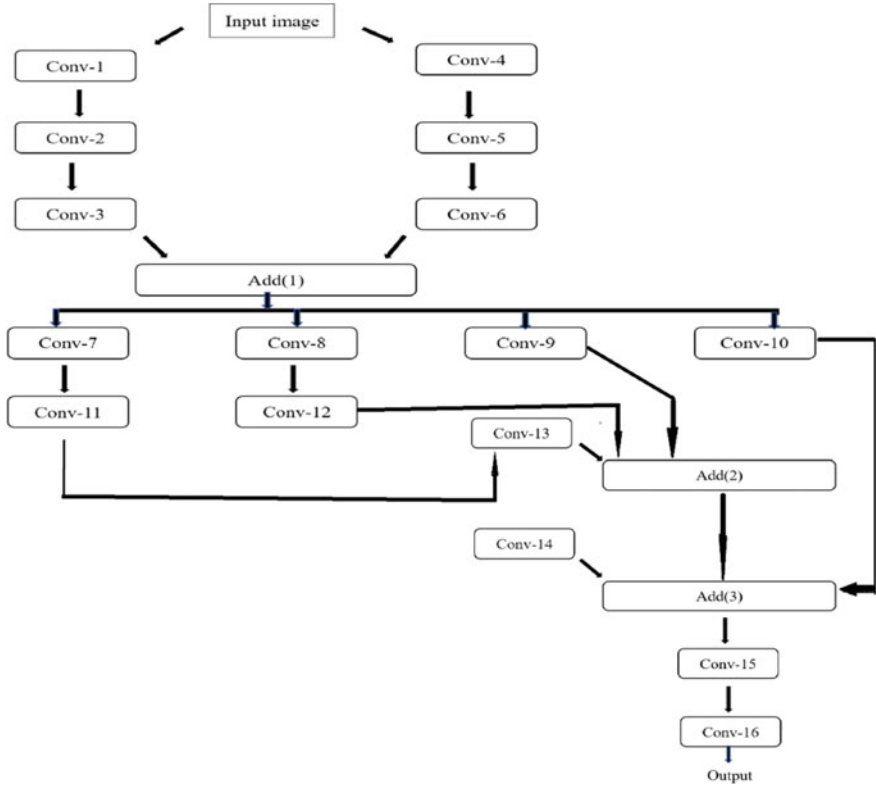 Input image
Conv-1
Conv-4
Conv-2
Conv-5
Conv-3
Conv-6
Add(1)
Conv-7
Conv-8
Conv-9
Conv-10
Conv-11
Conv-12
Conv-13
Add(2)
Conv-14
Add(3)
Conv-15
Conv-16
Output